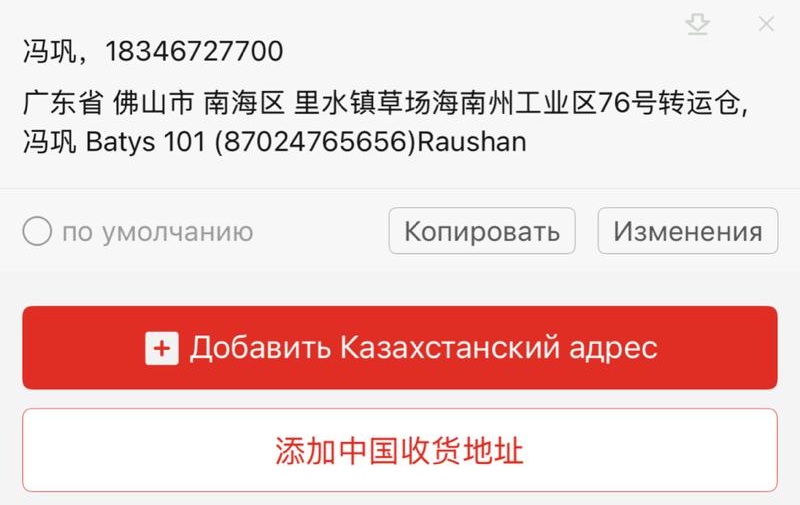 冯巩，18346727700
广东省 佛山市 南海区 里水镇草场海南州工业区76号转运仓,
冯巩 Batys 101 (87024765656)Raushan
по умолчанию
Копировать
Изменения
Добавить Казахстанский адрес
添加中国收货地址